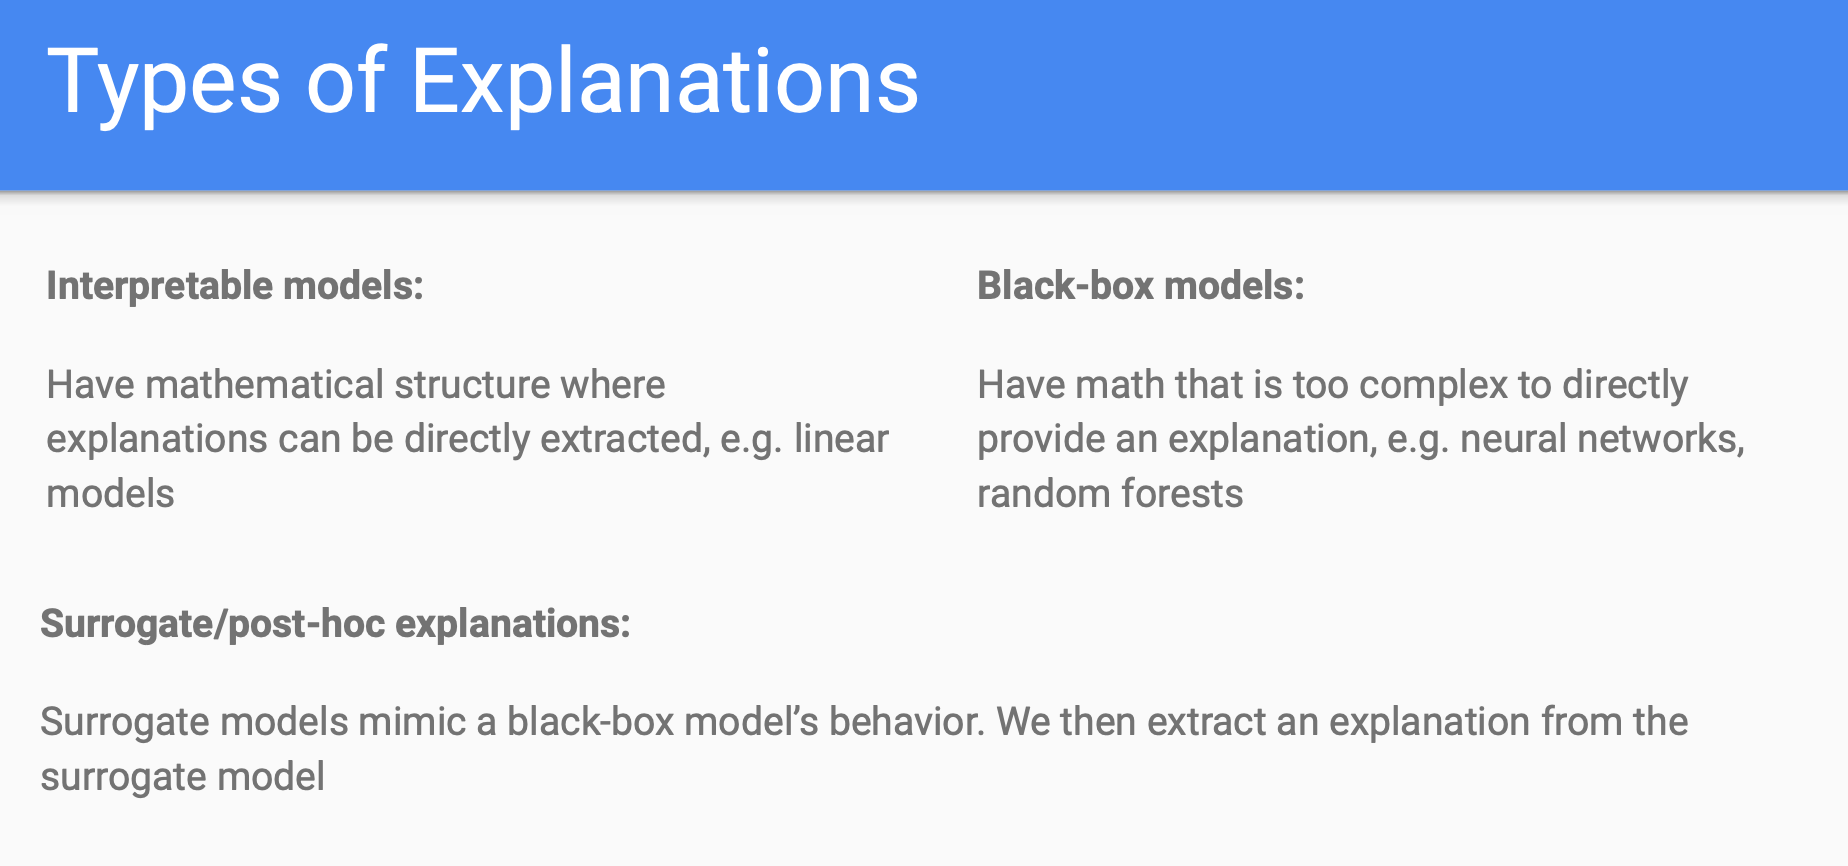 Types of Explanations
Interpretable models:
Have mathematical structure where
explanations can be directly extracted, e.g. linear
models
Black-box models:
Have math that is too complex to directly
provide an explanation, e.g. neural networks,
random forests
Surrogate/post-hoc explanations:
Surrogate models mimic a black-box model’s behavior. We then extract an explanation from the
surrogate model